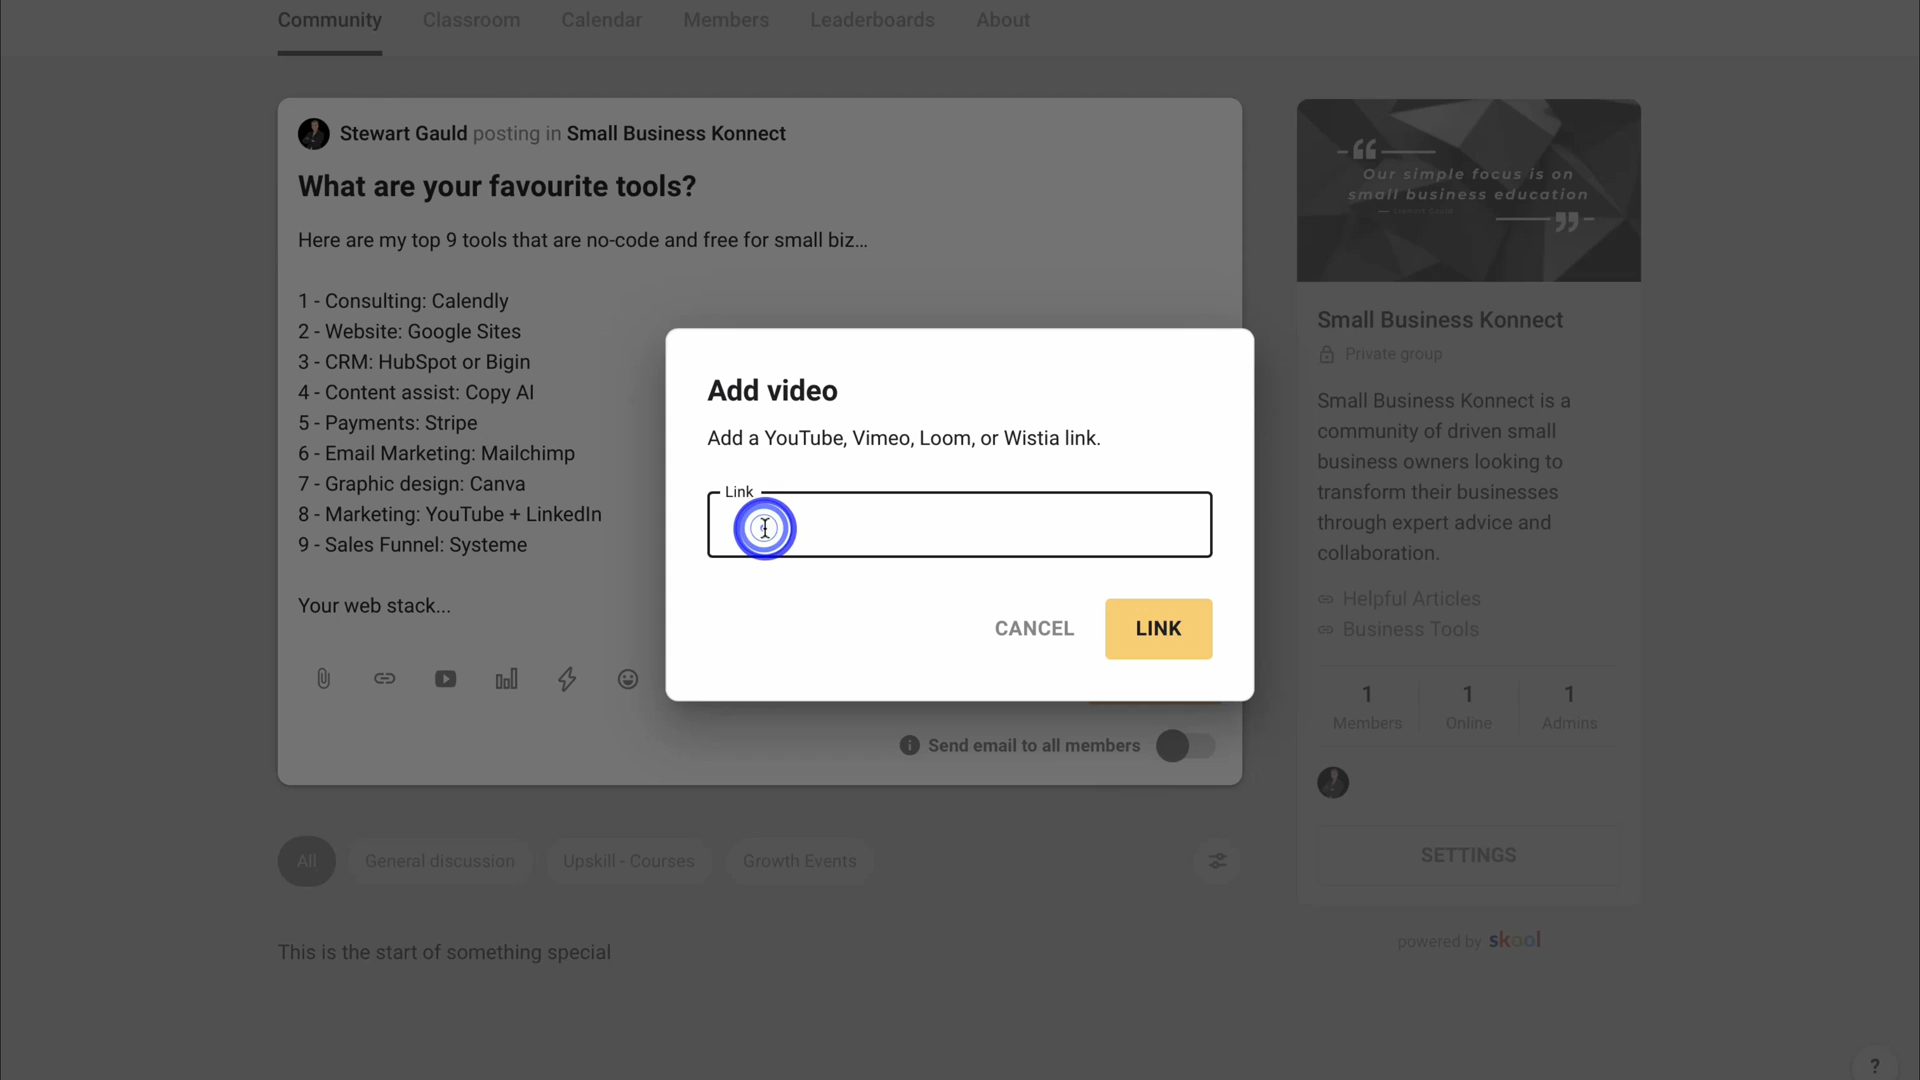 Community Classroom Calendar Members Leaderboards About
Stewart Gauld posting in Small Business Konnect
What are your favourite tools?
Here are my top 9 tools that are no-code and free for small biz...
1 - Consulting: Calendly
2 - Website: Google Sites
3 - CRM: HubSpot or Bigin
4 - Content assist: Copy AI
5 - Payments: Stripe
6 - Email Marketing: Mailchimp
7 - Graphic design: Canva
8 - Marketing: YouTube + LinkedIn
9 - Sales Funnel: Systeme
Your web stack...
Add video
Add a YouTube, Vimeo, Loom, or Wistia link.
Link
CANCEL LINK
Send email to all members
All General discussion Upskill - Courses Growth Events
This is the start of something special
“
Our simple focus is on
small business education
— Stewart Gauld
”
Small Business Konnect
Private group
Small Business Konnect is a
community of driven small
business owners looking to
transform their businesses
through expert advice and
collaboration.
Helpful Articles
Business Tools
1 1 1
Members Online Admins
SETTINGS
powered by skool
?